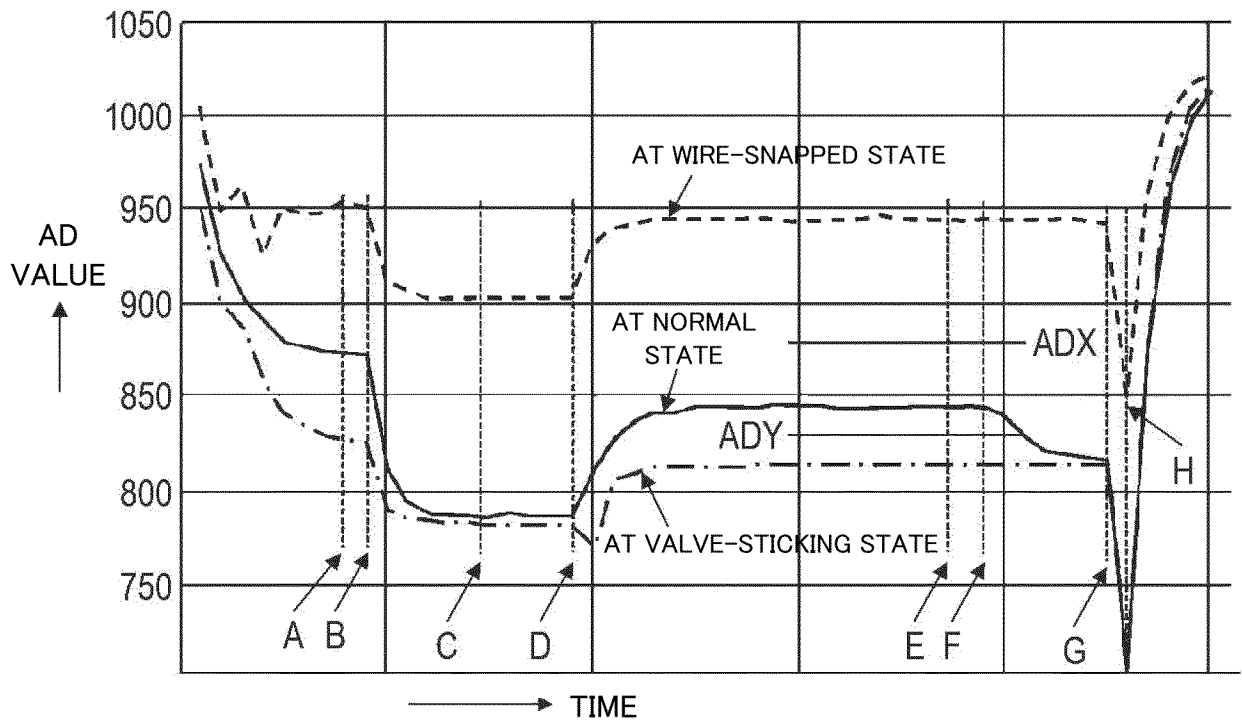 1050
1000
950
900
850
800
750
AD
VALUE
AT WIRE-SNAPPED STATE
AT NORMAL
STATE
ADX
ADY
H
AT VALVE-STICKING STATE
A B C D E F G
TIME